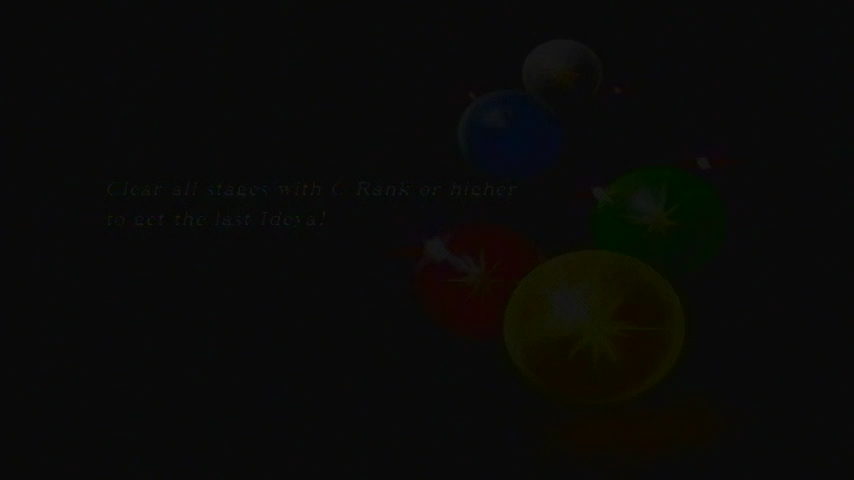 Clear all stages with C Rank or higher
to get the last Ideya!